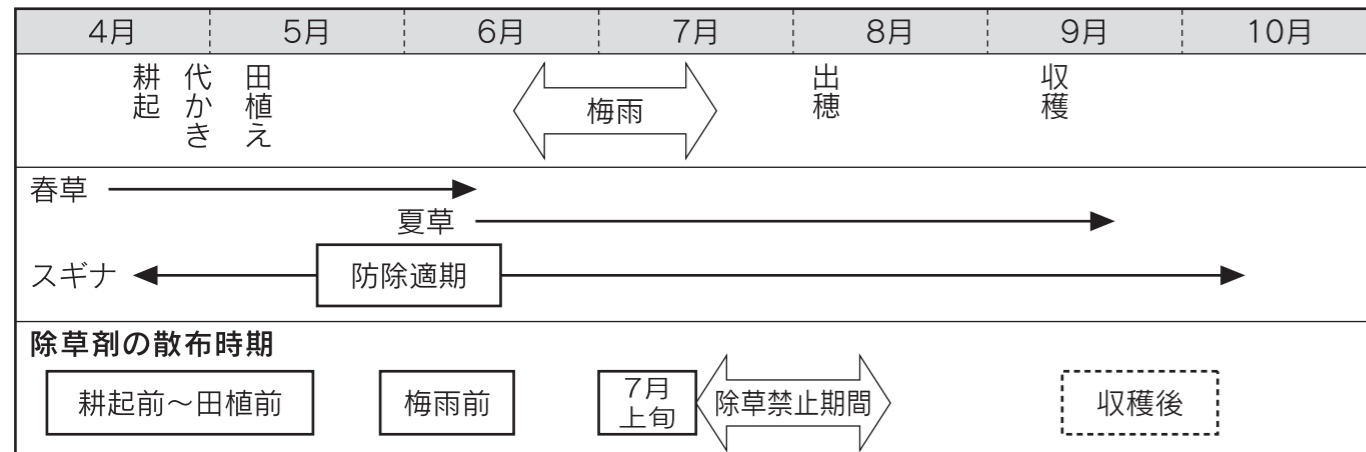 4月 5月 6月 7月 8月 9月 10月
耕起 代かき 田植え 梅雨 出穂 収穫
春草
夏草
スギナ 防除適期
除草剤の散布時期
耕起前～田植前 梅雨前 7月上旬 除草禁止期間 収穫後